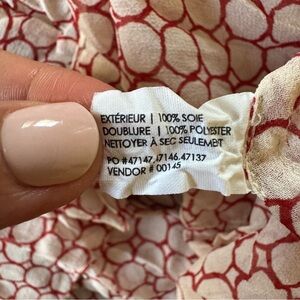 EXTÉRIEUR | 100% SOIE
DOUBLURE | 100% POLYESTER
NETTOYER À SEC SEULEMENT
PO #47147,47146,47137
VENDOR # 00145